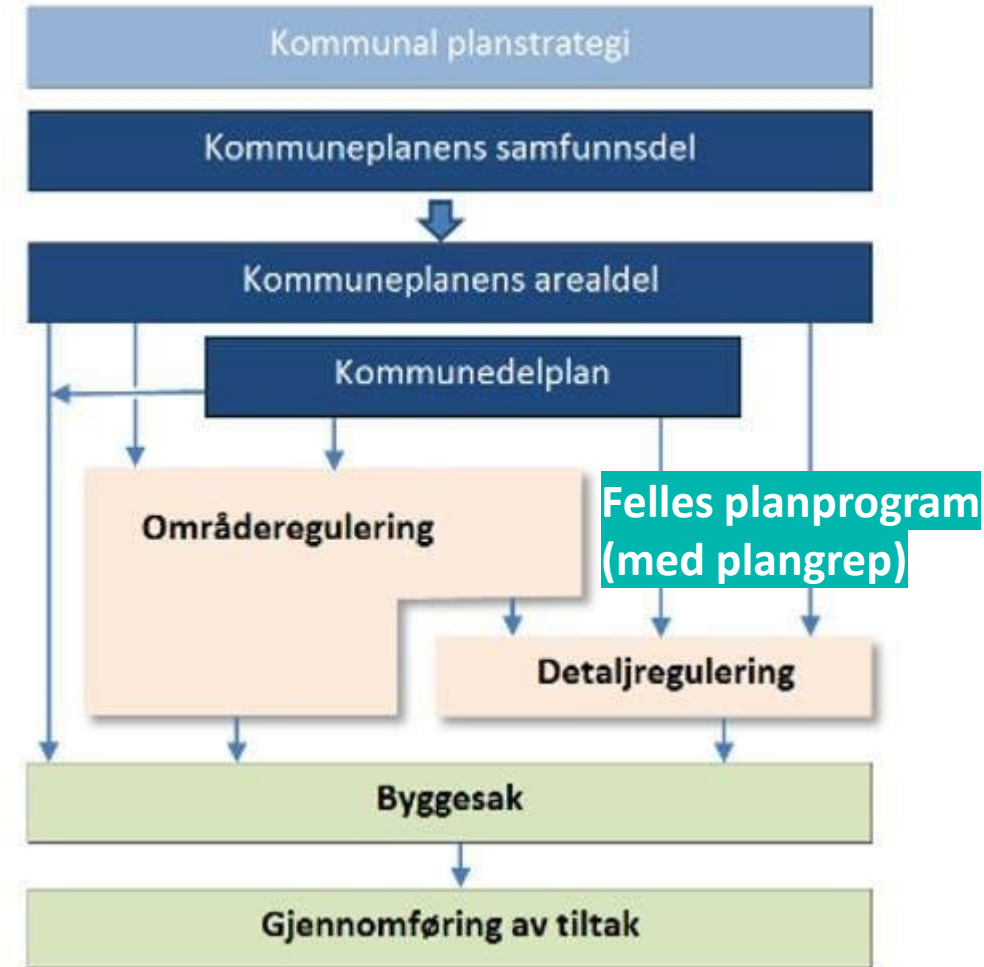 Kommunal planstrategi
Kommuneplanens samfunnsdel
Kommuneplanens arealdel
Kommunedelplan
Områderegulering
Felles planprogram
(med plangrep)
Detaljregulering
Byggesak
Gjennomføring av tiltak